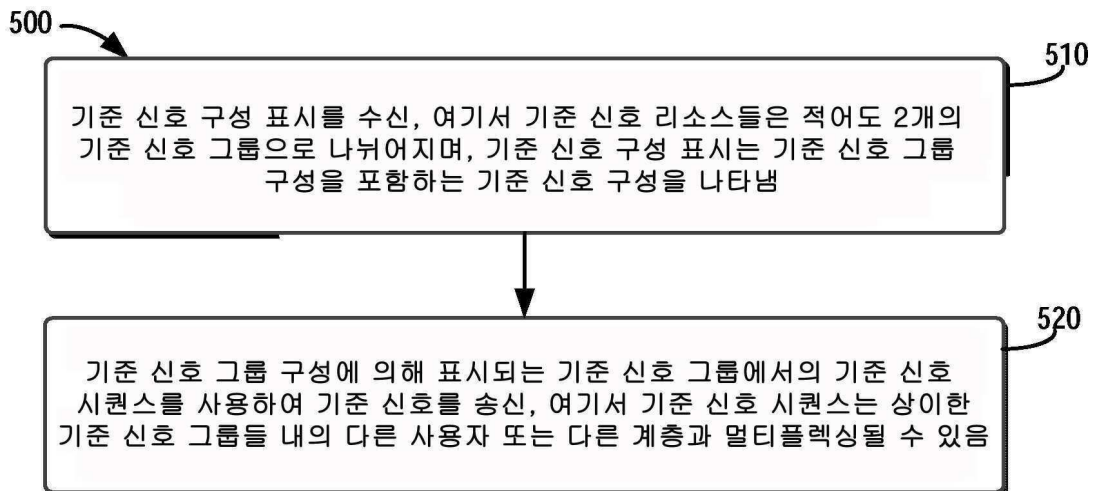 500
510
기준 신호 구성 표시를 수신, 여기서 기준 신호 리소스들은 적어도 2개의
기준 신호 그룹으로 나뉘어지며, 기준 신호 구성 표시는 기준 신호 그룹
구성을 포함하는 기준 신호 구성을 나타냄
520
기준 신호 그룹 구성에 의해 표시되는 기준 신호 그룹에서의 기준 신호
시퀀스를 사용하여 기준 신호를 송신, 여기서 기준 신호 시퀀스는 상이한
기준 신호 그룹들 내의 다른 사용자 또는 다른 계층과 멀티플렉싱될 수 있음